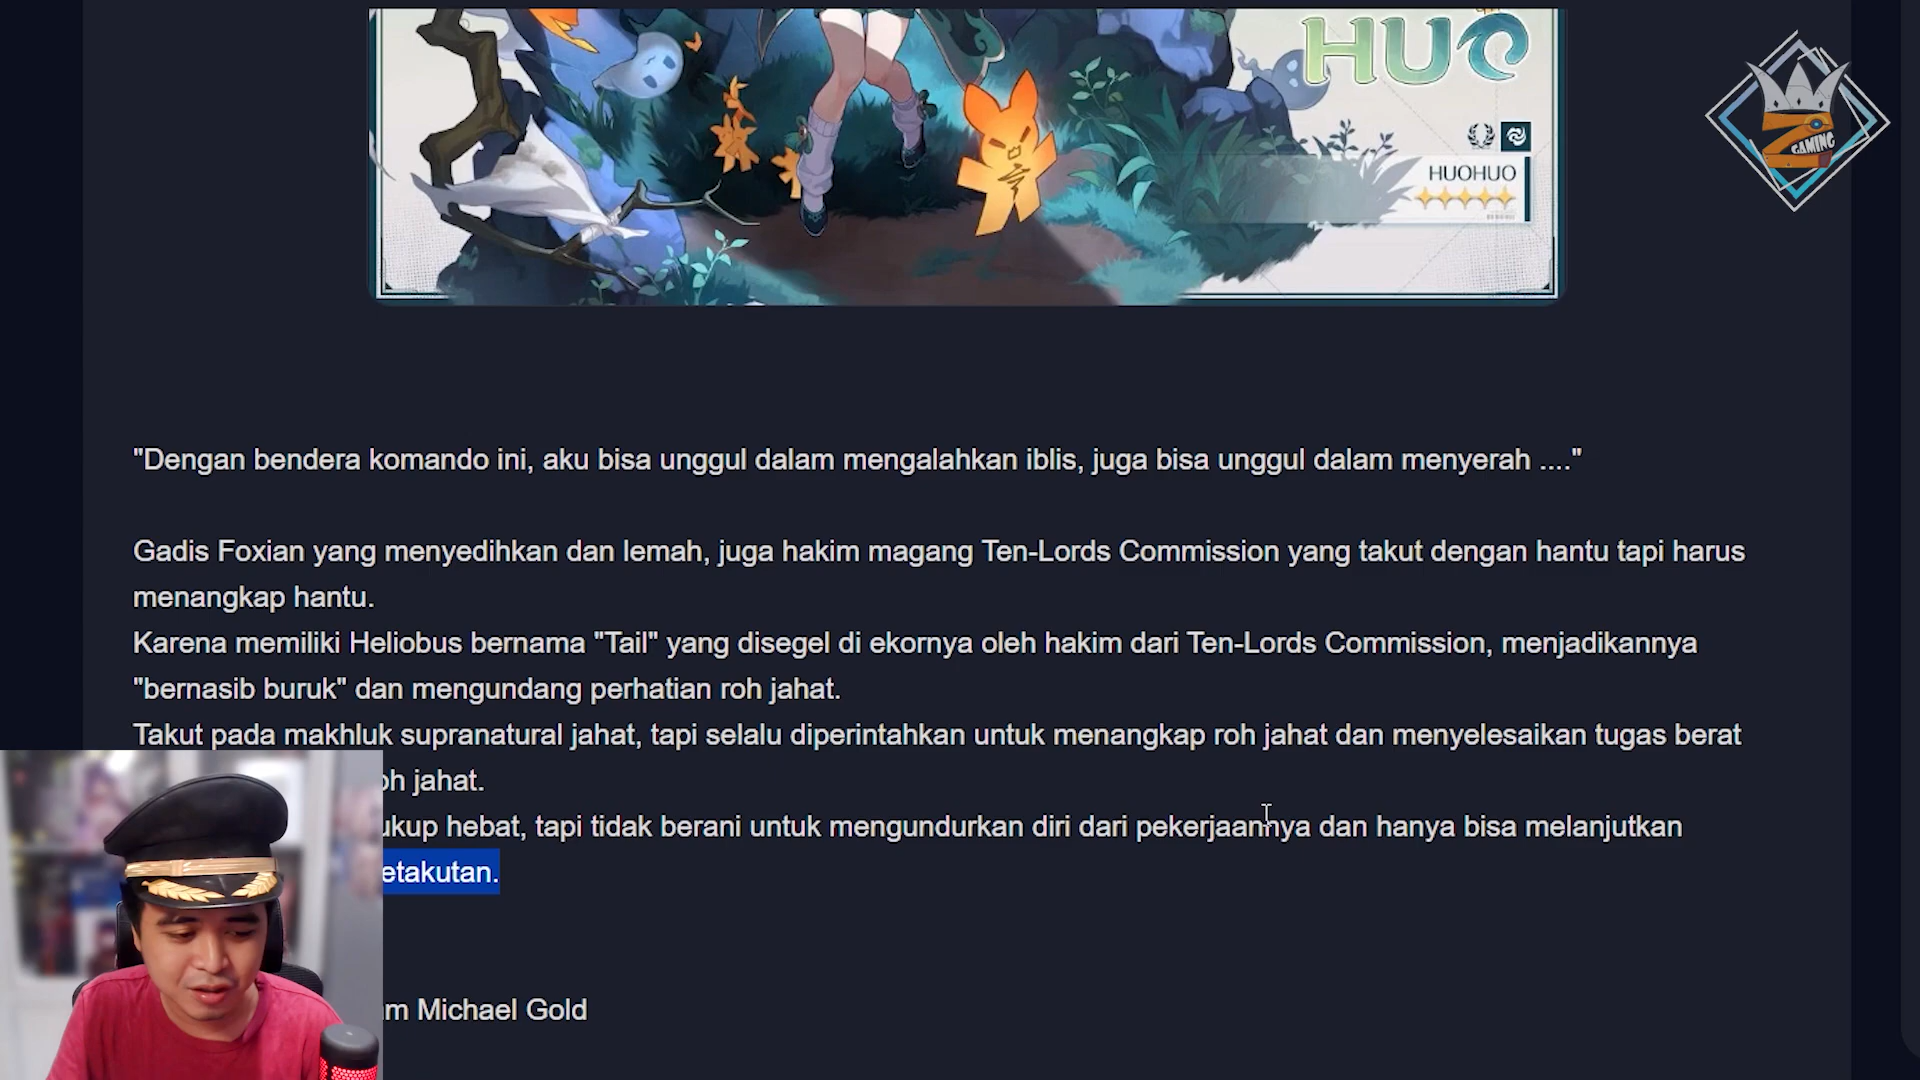 HUO
GAMING
HUOHUO
"Dengan bendera komando ini, aku bisa unggul dalam mengalahkan iblis, juga bisa unggul dalam menyerah ...."
Gadis Foxian yang menyedihkan dan lemah, juga hakim magang Ten-Lords Commission yang takut dengan hantu tapi harus
menangkap hantu.
Karena memiliki Heliobus bernama "Tail" yang disegel di ekornya oleh hakim dari Ten-Lords Commission, menjadikannya
"bernasib buruk" dan mengundang perhatian roh jahat.
Takut pada makhluk supranatural jahat, tapi selalu diperintahkan untuk menangkap roh jahat dan menyelesaikan tugas berat
oh jahat.
ukup hebat, tapi tidak berani untuk mengundurkan diri dari pekerjaannya dan hanya bisa melanjutkan
etakutan.
am Michael Gold